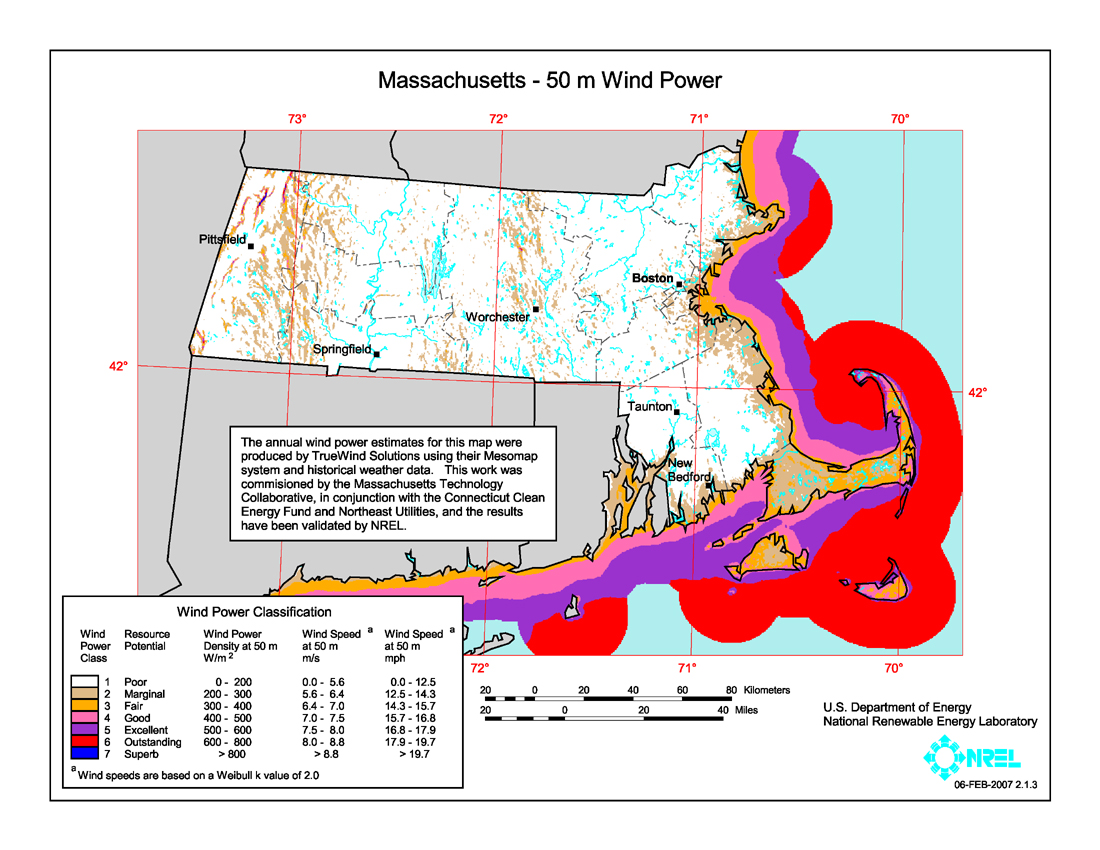 Massachusetts - 50 m Wind Power
73° 72° 71° 70°
Pittsfield
Boston
Worchester
Springfield
42°
42°
Taunton
New
Bedford
The annual wind power estimates for this map were
produced by TrueWind Solutions using their Mesomap
system and historical weather data. This work was
commisioned by the Massachusetts Technology
Collaborative, in conjunction with the Connecticut Clean
Energy Fund and Northeast Utilities, and the results
have been validated by NREL.
72° 71° 70°
Wind Power Classification
Wind Resource Wind Power Wind Speed a Wind Speed a
Power Potential Density at 50 m at 50 m at 50 m
Class W/m 2 m/s mph
1 Poor 0 - 200 0.0 - 5.6 0.0 - 12.5
2 Marginal 200 - 300 5.6 - 6.4 12.5 - 14.3
3 Fair 300 - 400 6.4 - 7.0 14.3 - 15.7
4 Good 400 - 500 7.0 - 7.5 15.7 - 16.8
5 Excellent 500 - 600 7.5 - 8.0 16.8 - 17.9
6 Outstanding 600 - 800 8.0 - 8.8 17.9 - 19.7
7 Superb > 800 > 8.8 > 19.7
a Wind speeds are based on a Weibull k value of 2.0
20 0 20 40 60 80 Kilometers
20 0 20 40 Miles
U.S. Department of Energy
National Renewable Energy Laboratory
NREL
06-FEB-2007 2.1.3